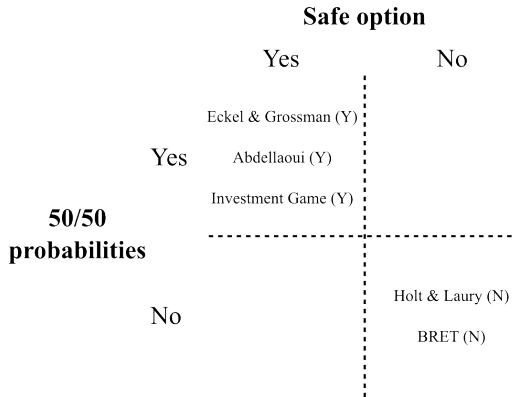 Safe option
Yes
No
Eckel & Grossman (Y)
Yes
Abdellaoui (Y)
Investment Game (Y)
50/50
probabilities
Holt & Laury (N)
No
BRET (N)